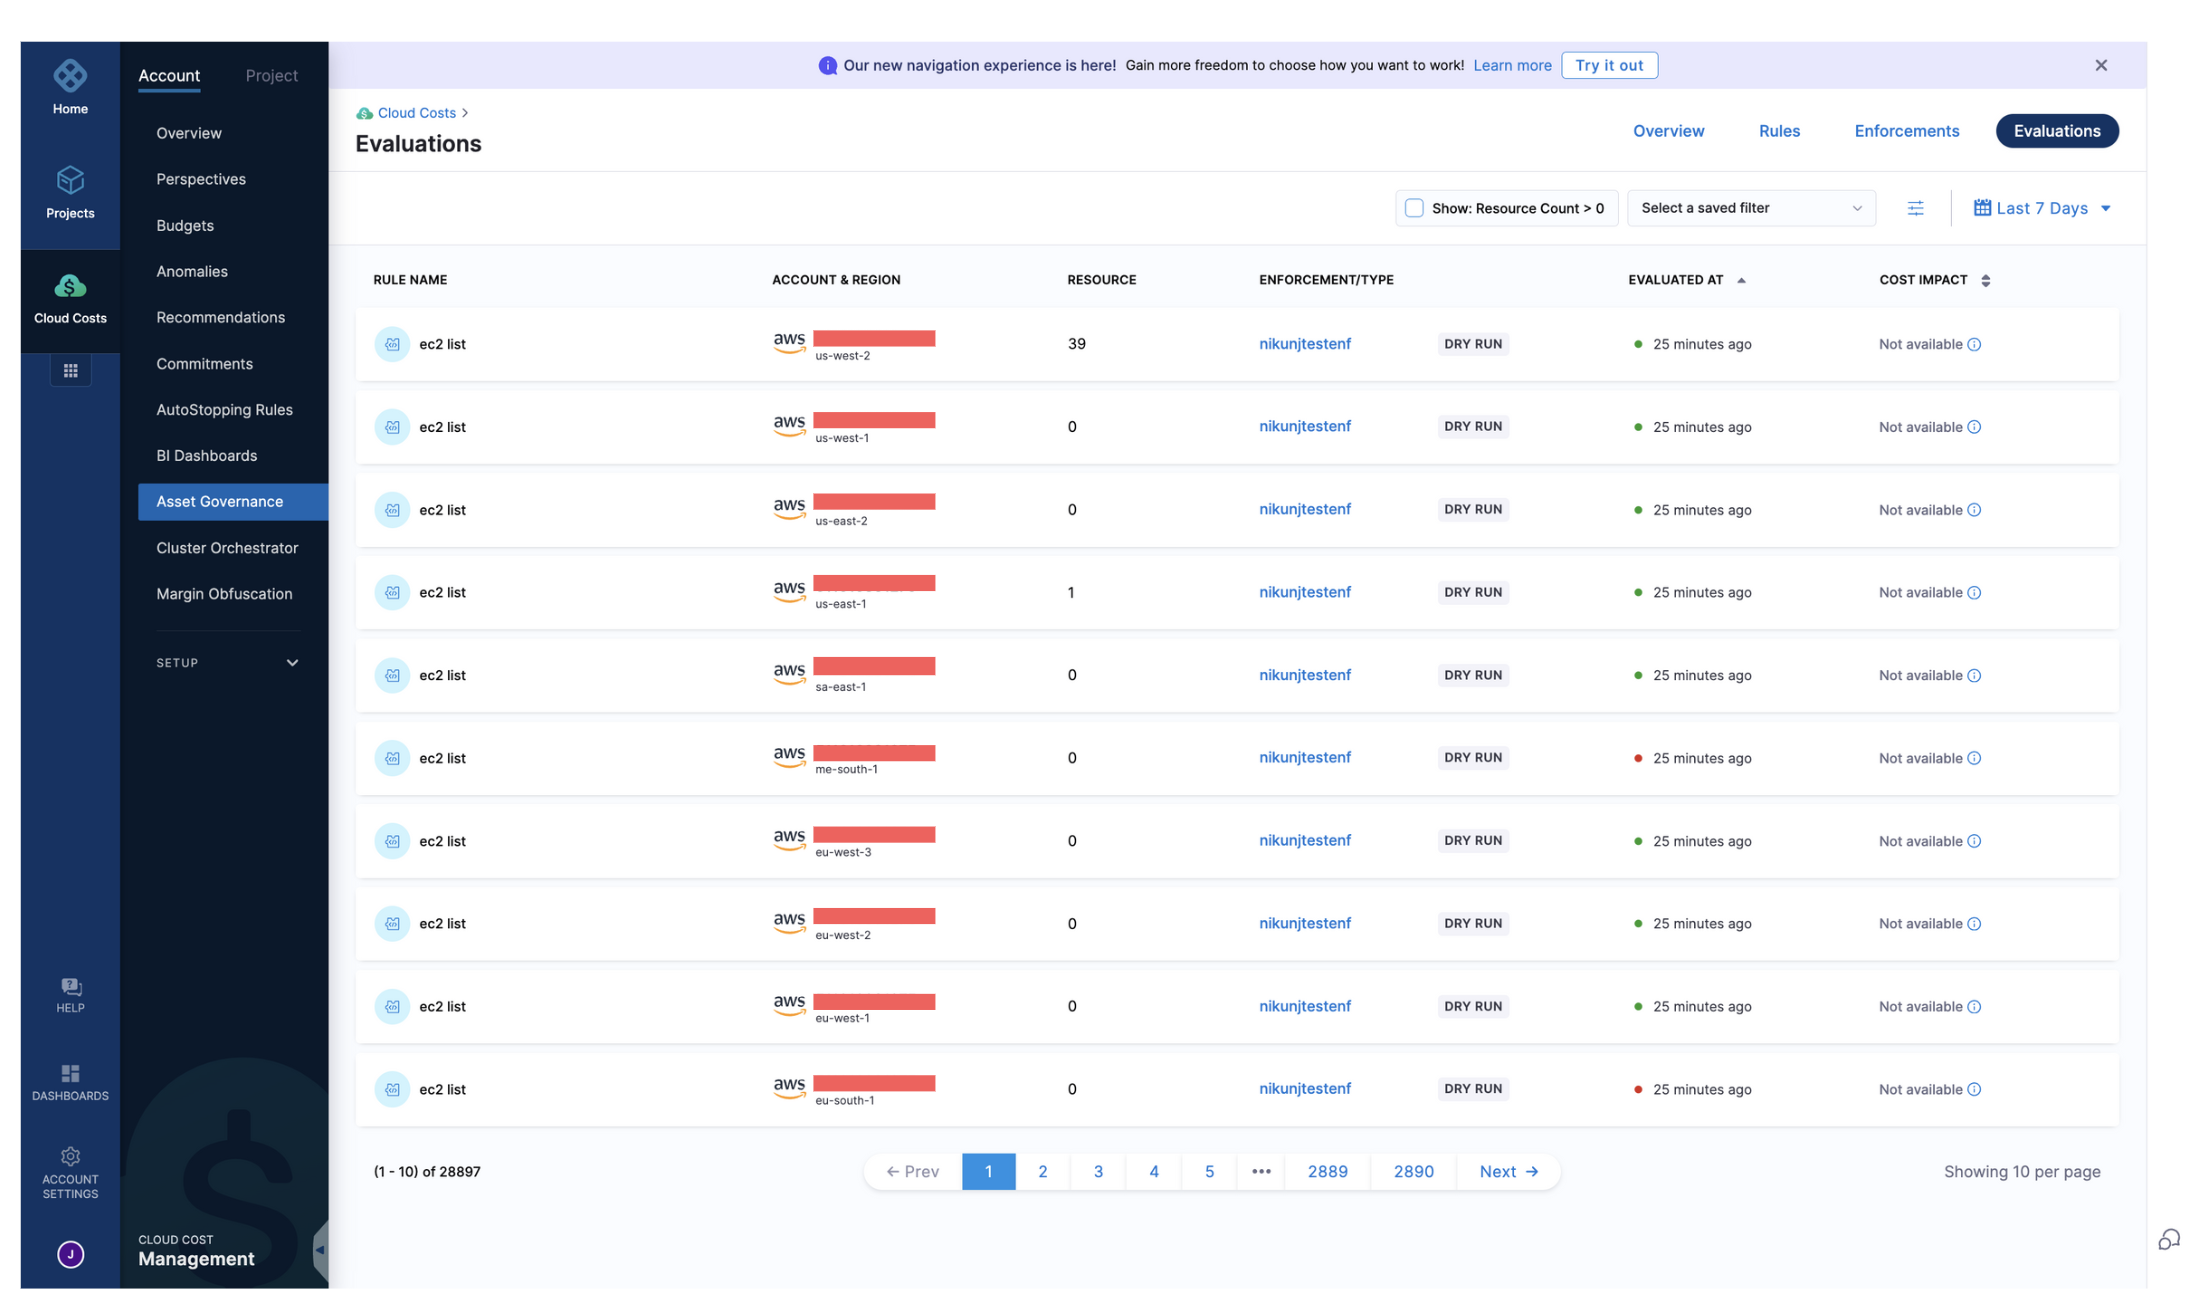 Home
Projects
Cloud Costs
HELP
DASHBOARDS
ACCOUNT
SETTINGS
J
Account Project
Overview
Perspectives
Budgets
Anomalies
Recommendations
Commitments
AutoStopping Rules
BI Dashboards
Asset Governance
Cluster Orchestrator
Margin Obfuscation
SETUP
CLOUD COST
Management
Our new navigation experience is here! Gain more freedom to choose how you want to work! Learn more Try it out
Cloud Costs >
Evaluations
Overview Rules Enforcements Evaluations
Show: Resource Count > 0 Select a saved filter Last 7 Days
RULE NAME ACCOUNT & REGION RESOURCE ENFORCEMENT/TYPE EVALUATED AT COST IMPACT
ec2 list aws us-west-2 39 nikunjtestenf DRY RUN 25 minutes ago Not available
ec2 list aws us-west-1 0 nikunjtestenf DRY RUN 25 minutes ago Not available
ec2 list aws us-east-2 0 nikunjtestenf DRY RUN 25 minutes ago Not available
ec2 list aws us-east-1 1 nikunjtestenf DRY RUN 25 minutes ago Not available
ec2 list aws sa-east-1 0 nikunjtestenf DRY RUN 25 minutes ago Not available
ec2 list aws me-south-1 0 nikunjtestenf DRY RUN 25 minutes ago Not available
ec2 list aws eu-west-3 0 nikunjtestenf DRY RUN 25 minutes ago Not available
ec2 list aws eu-west-2 0 nikunjtestenf DRY RUN 25 minutes ago Not available
ec2 list aws eu-west-1 0 nikunjtestenf DRY RUN 25 minutes ago Not available
ec2 list aws eu-south-1 0 nikunjtestenf DRY RUN 25 minutes ago Not available
(1 - 10) of 28897 ← Prev 1 2 3 4 5 ••• 2889 2890 Next → Showing 10 per page